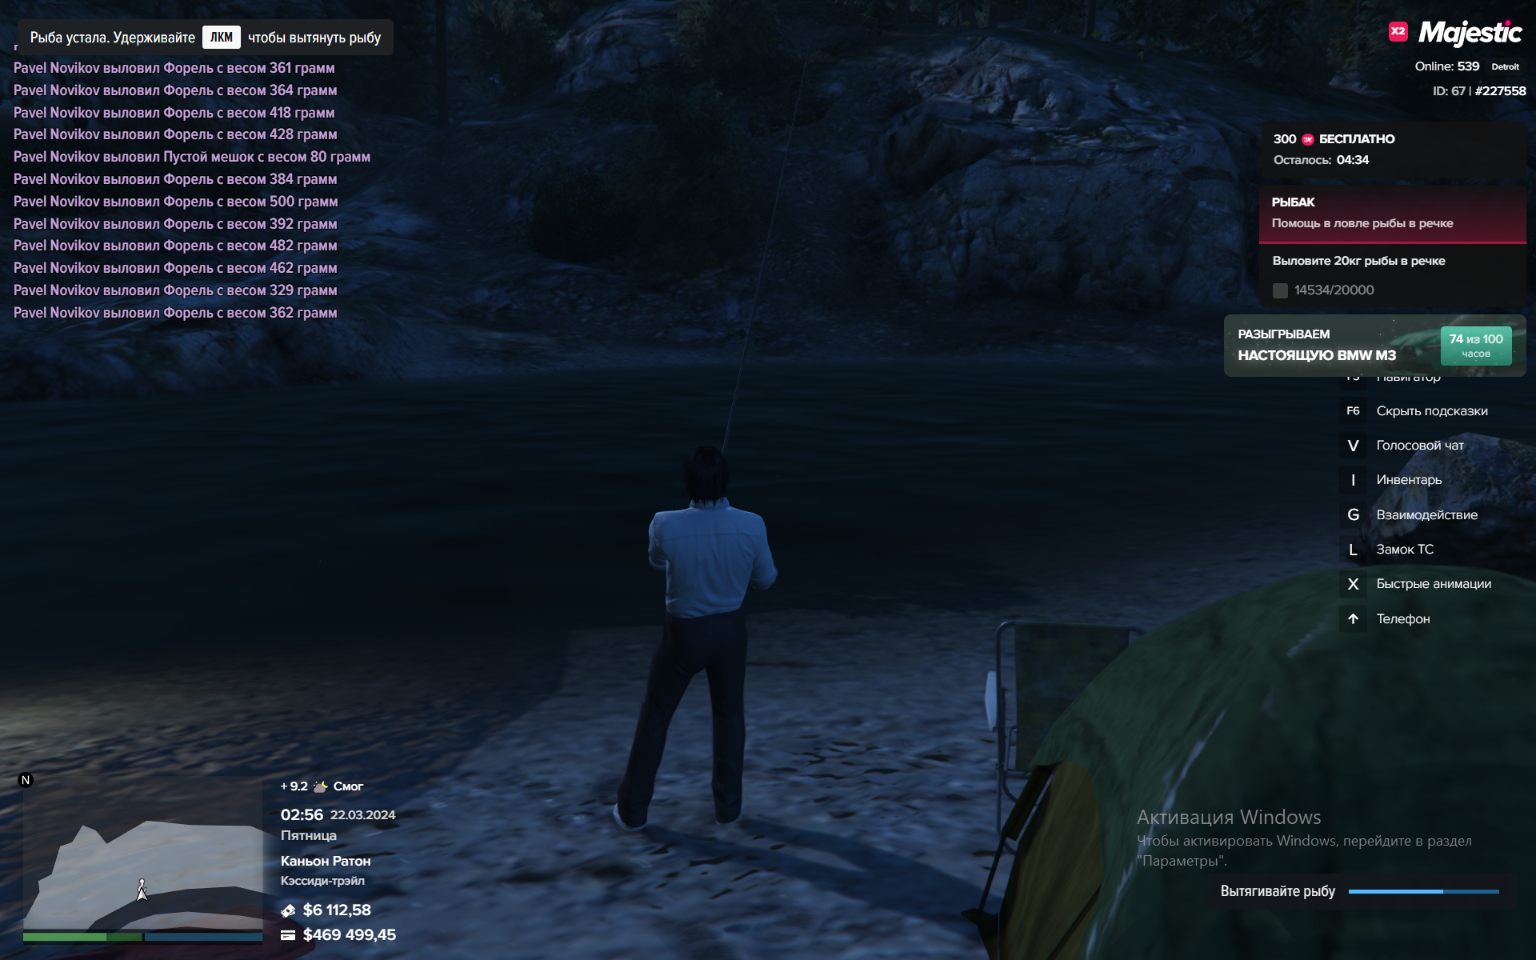 Рыба устала. Удерживайте ЛКМ чтобы вытянуть рыбу
Pavel Novikov выловил Форель с весом 361 грамм
Pavel Novikov выловил Форель с весом 364 грамм
Pavel Novikov выловил Форель с весом 418 грамм
Pavel Novikov выловил Форель с весом 428 грамм
Pavel Novikov выловил Пустой мешок с весом 80 грамм
Pavel Novikov выловил Форель с весом 384 грамм
Pavel Novikov выловил Форель с весом 500 грамм
Pavel Novikov выловил Форель с весом 392 грамм
Pavel Novikov выловил Форель с весом 482 грамм
Pavel Novikov выловил Форель с весом 462 грамм
Pavel Novikov выловил Форель с весом 329 грамм
Pavel Novikov выловил Форель с весом 362 грамм
X2 Majestic
Online: 539 Detroit
ID: 67 | #227558
300 БЕСПЛАТНО
Осталось: 04:34
РЫБАК
Помощь в ловле рыбы в речке
Выловите 20кг рыбы в речке
14534/20000
РАЗЫГРЫВАЕМ
НАСТОЯЩУЮ BMW M3
74 из 100
часов
Навигатор
F6 Скрыть подсказки
V Голосовой чат
I Инвентарь
G Взаимодействие
L Замок ТС
X Быстрые анимации
Телефон
N
+ 9.2 Смог
02:56 22.03.2024
Пятница
Каньон Ратон
Кэссиди-трэйл
$6 112,58
$469 499,45
Активация Windows
Чтобы активировать Windows, перейдите в раздел
"Параметры".
Вытягивайте рыбу